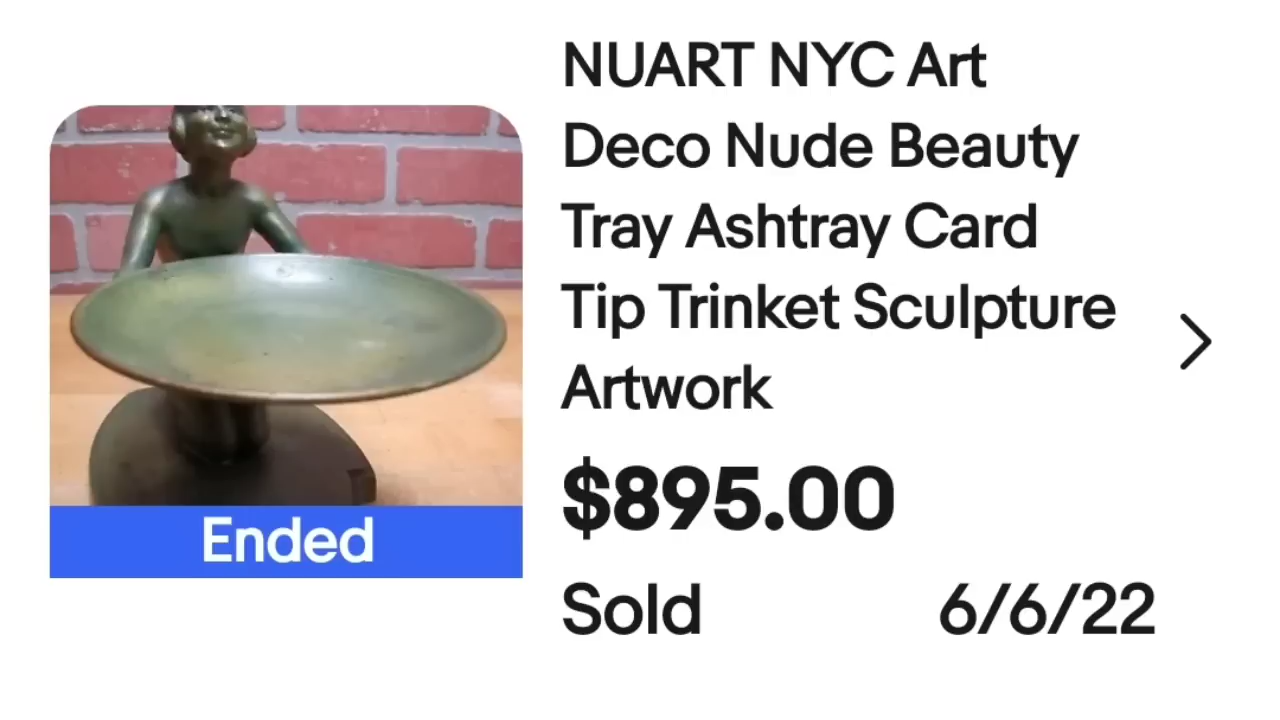 NUART NYC Art
Deco Nude Beauty
Tray Ashtray Card
Tip Trinket Sculpture
Artwork
$895.00
Ended
Sold 6/6/22